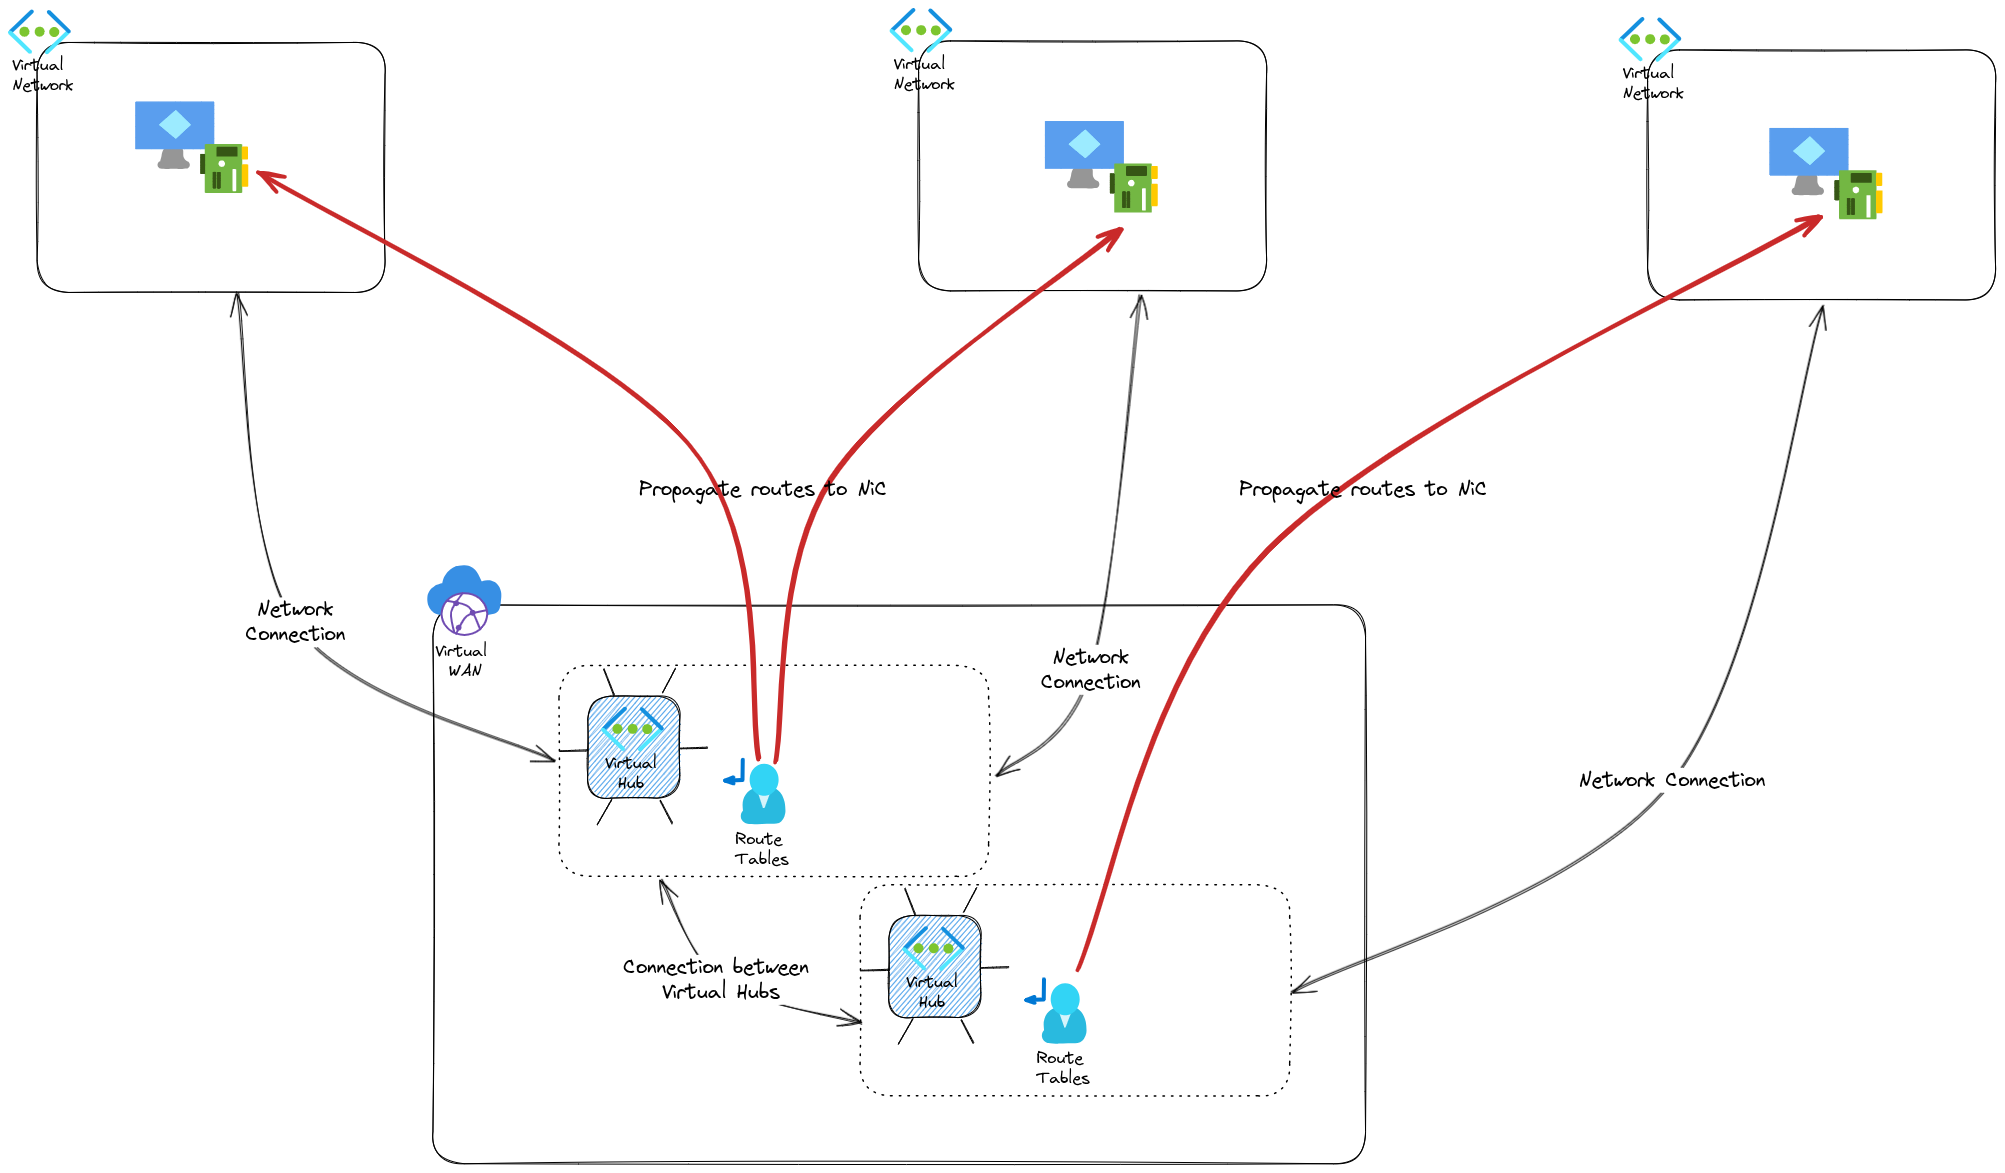 Virtual
Network
Virtual
Network
Virtual
Network
Propagate routes to NiC
Propagate routes to NiC
Network
Connection
Virtual
WAN
Network
Connection
Virtual
Hub
Network Connection
Route
Tables
Connection between
Virtual Hubs
Virtual
Hub
Route
Tables